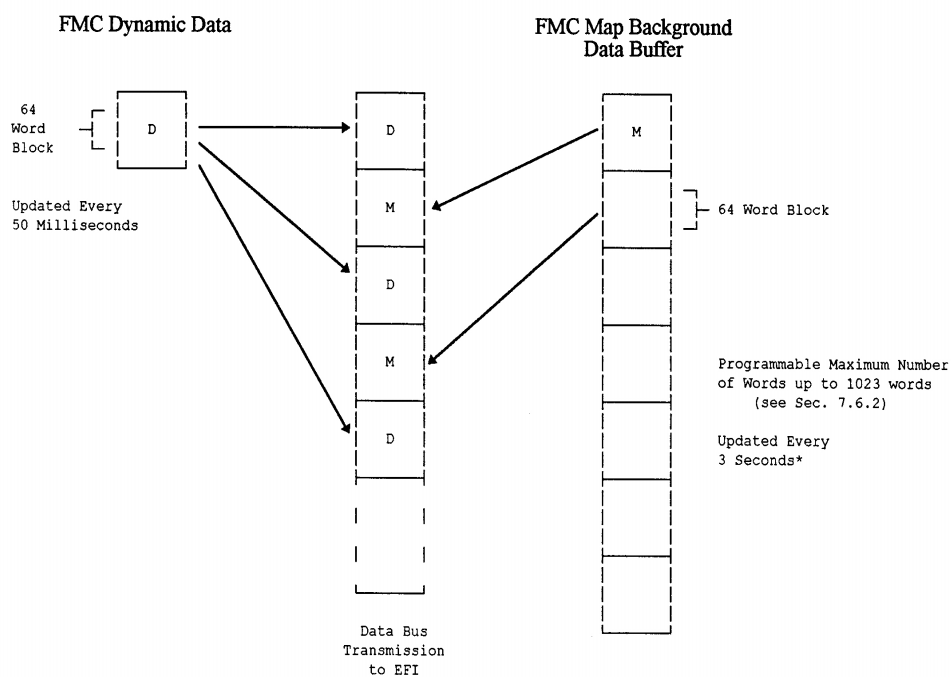 FMC Dynamic Data
FMC Map Background
Data Buffer
64
Word
Block
D
Updated Every
50 Milliseconds
D
M
D
M
D
Data Bus
Transmission
to EFI
M
64 Word Block
Programmable Maximum Number
of Words up to 1023 words
(see Sec. 7.6.2)
Updated Every
3 Seconds*